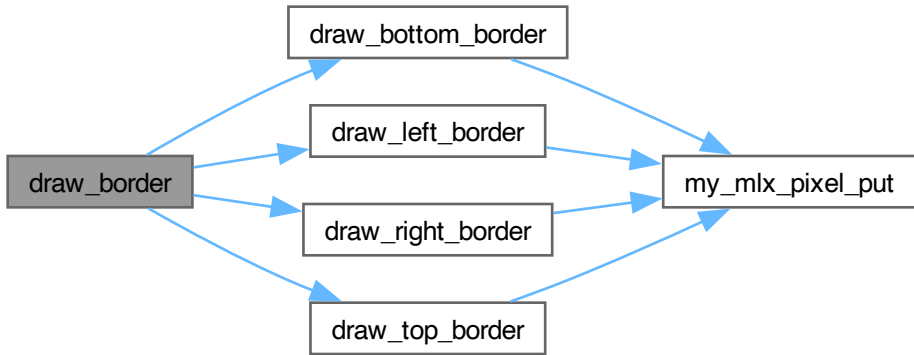 draw_border
draw_bottom_border
draw_left_border
draw_right_border
draw_top_border
my_mlx_pixel_put